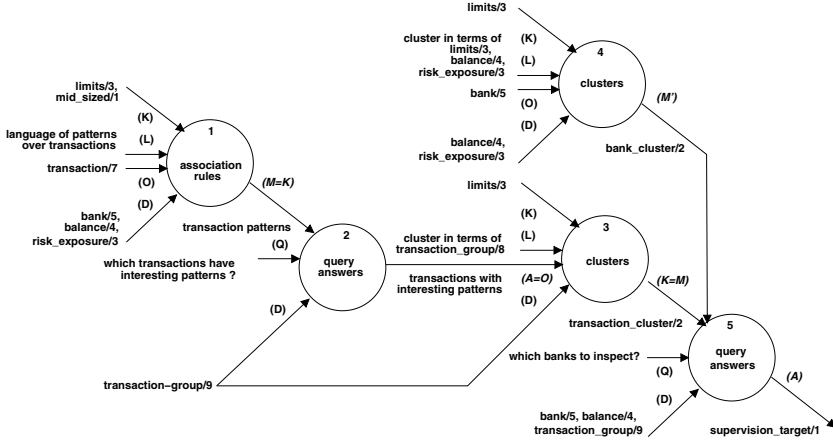 limits/3
cluster in terms of
limits/3,
balance/4,
risk_exposure/3
bank/5
balance/4,
risk_exposure/3
(K)
(L)
(O)
(D)
4
clusters
(M')
bank_cluster/2
limits/3,
mid_sized/1
language of patterns
over transactions
transaction/7
bank/5,
balance/4,
risk_exposure/3
(K)
(L)
(O)
(D)
1
association
rules
(M=K)
transaction patterns
(Q)
which transactions have
interesting patterns ?
(D)
2
query
answers
limits/3
(K)
(L)
cluster in terms of
transaction_group/8
transactions with
interesting patterns
(A=O)
(D)
3
clusters
(K=M)
transaction_cluster/2
transaction−group/9
which banks to inspect?
(Q)
(D)
bank/5, balance/4,
transaction_group/9
5
query
answers
(A)
supervision_target/1